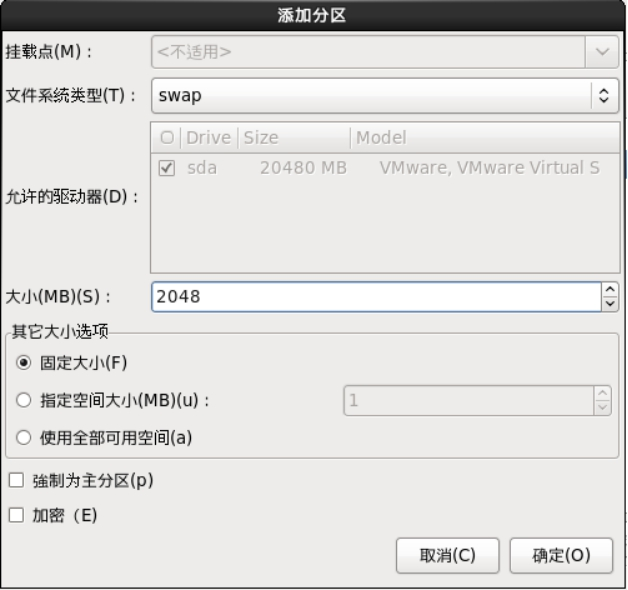 添加分区
挂载点(M)：
<不适用>
文件系统类型(T)：
swap
Drive Size Model
sda 20480 MB VMware, VMware Virtual S
允许的驱动器(D)：
大小(MB)(S)：
2048
其它大小选项
固定大小(F)
指定空间大小(MB)(u)：
1
使用全部可用空间(a)
強制为主分区(p)
加密（E)
取消(C) 确定(O)